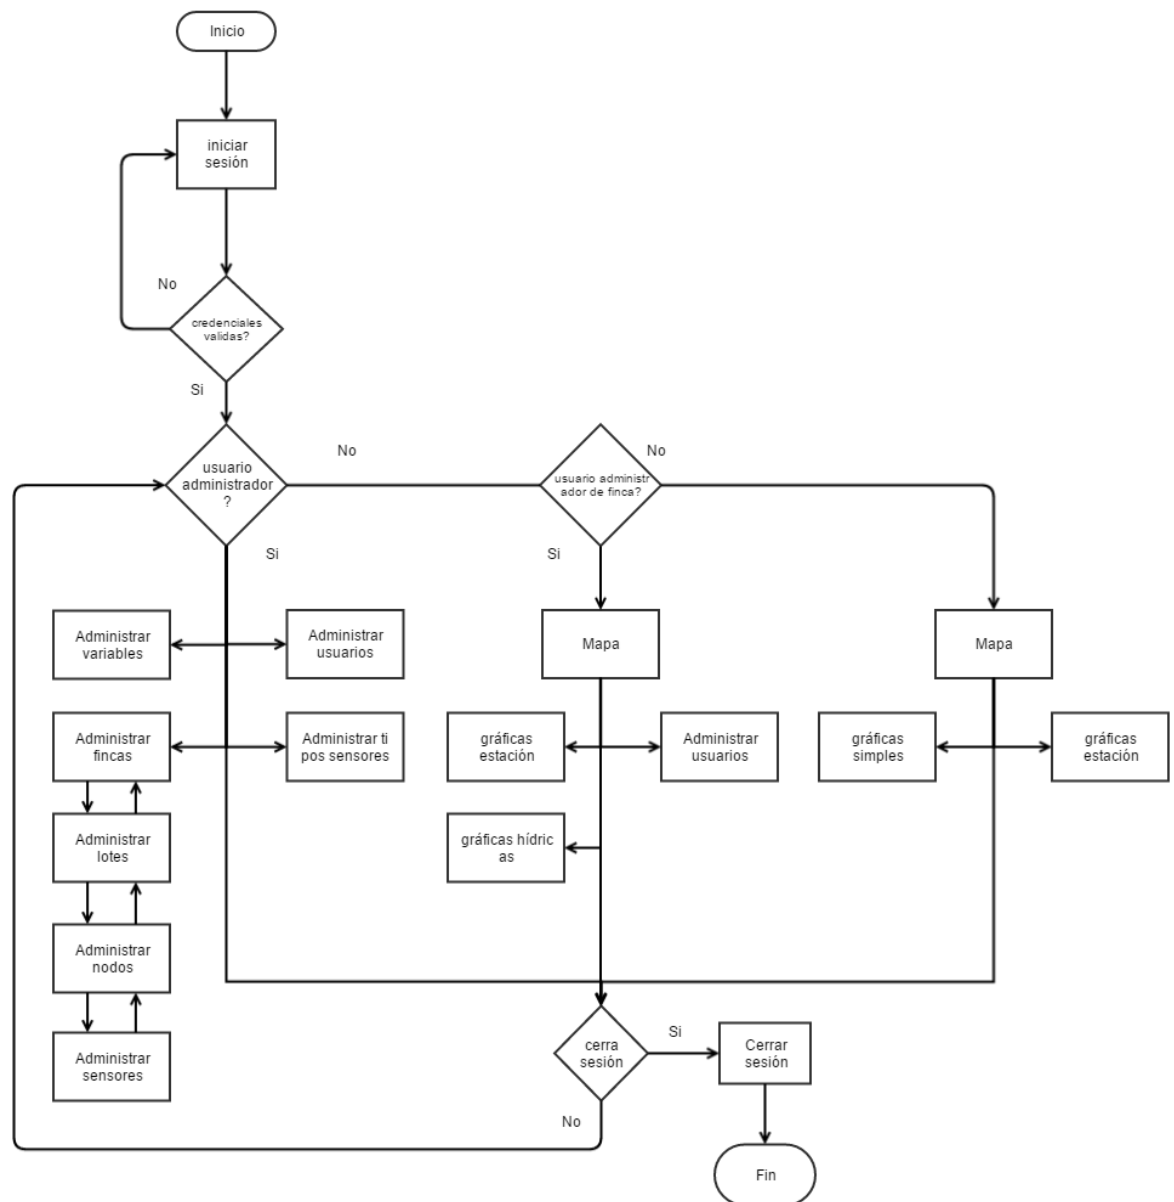 Inicio
iniciar
sesión
No
credenciales
validas?
Si
usuario
administrador
?
No
usuario administr
ador de finca?
No
Si
Si
Administrar
variables
Administrar
usuarios
Mapa
Mapa
Administrar
fincas
Administrar ti
pos sensores
gráficas
estación
Administrar
usuarios
gráficas
simples
gráficas
estación
Administrar
lotes
gráficas hídric
as
Administrar
nodos
Administrar
sensores
cerra
sesión
Si
Cerrar
sesión
No
Fin